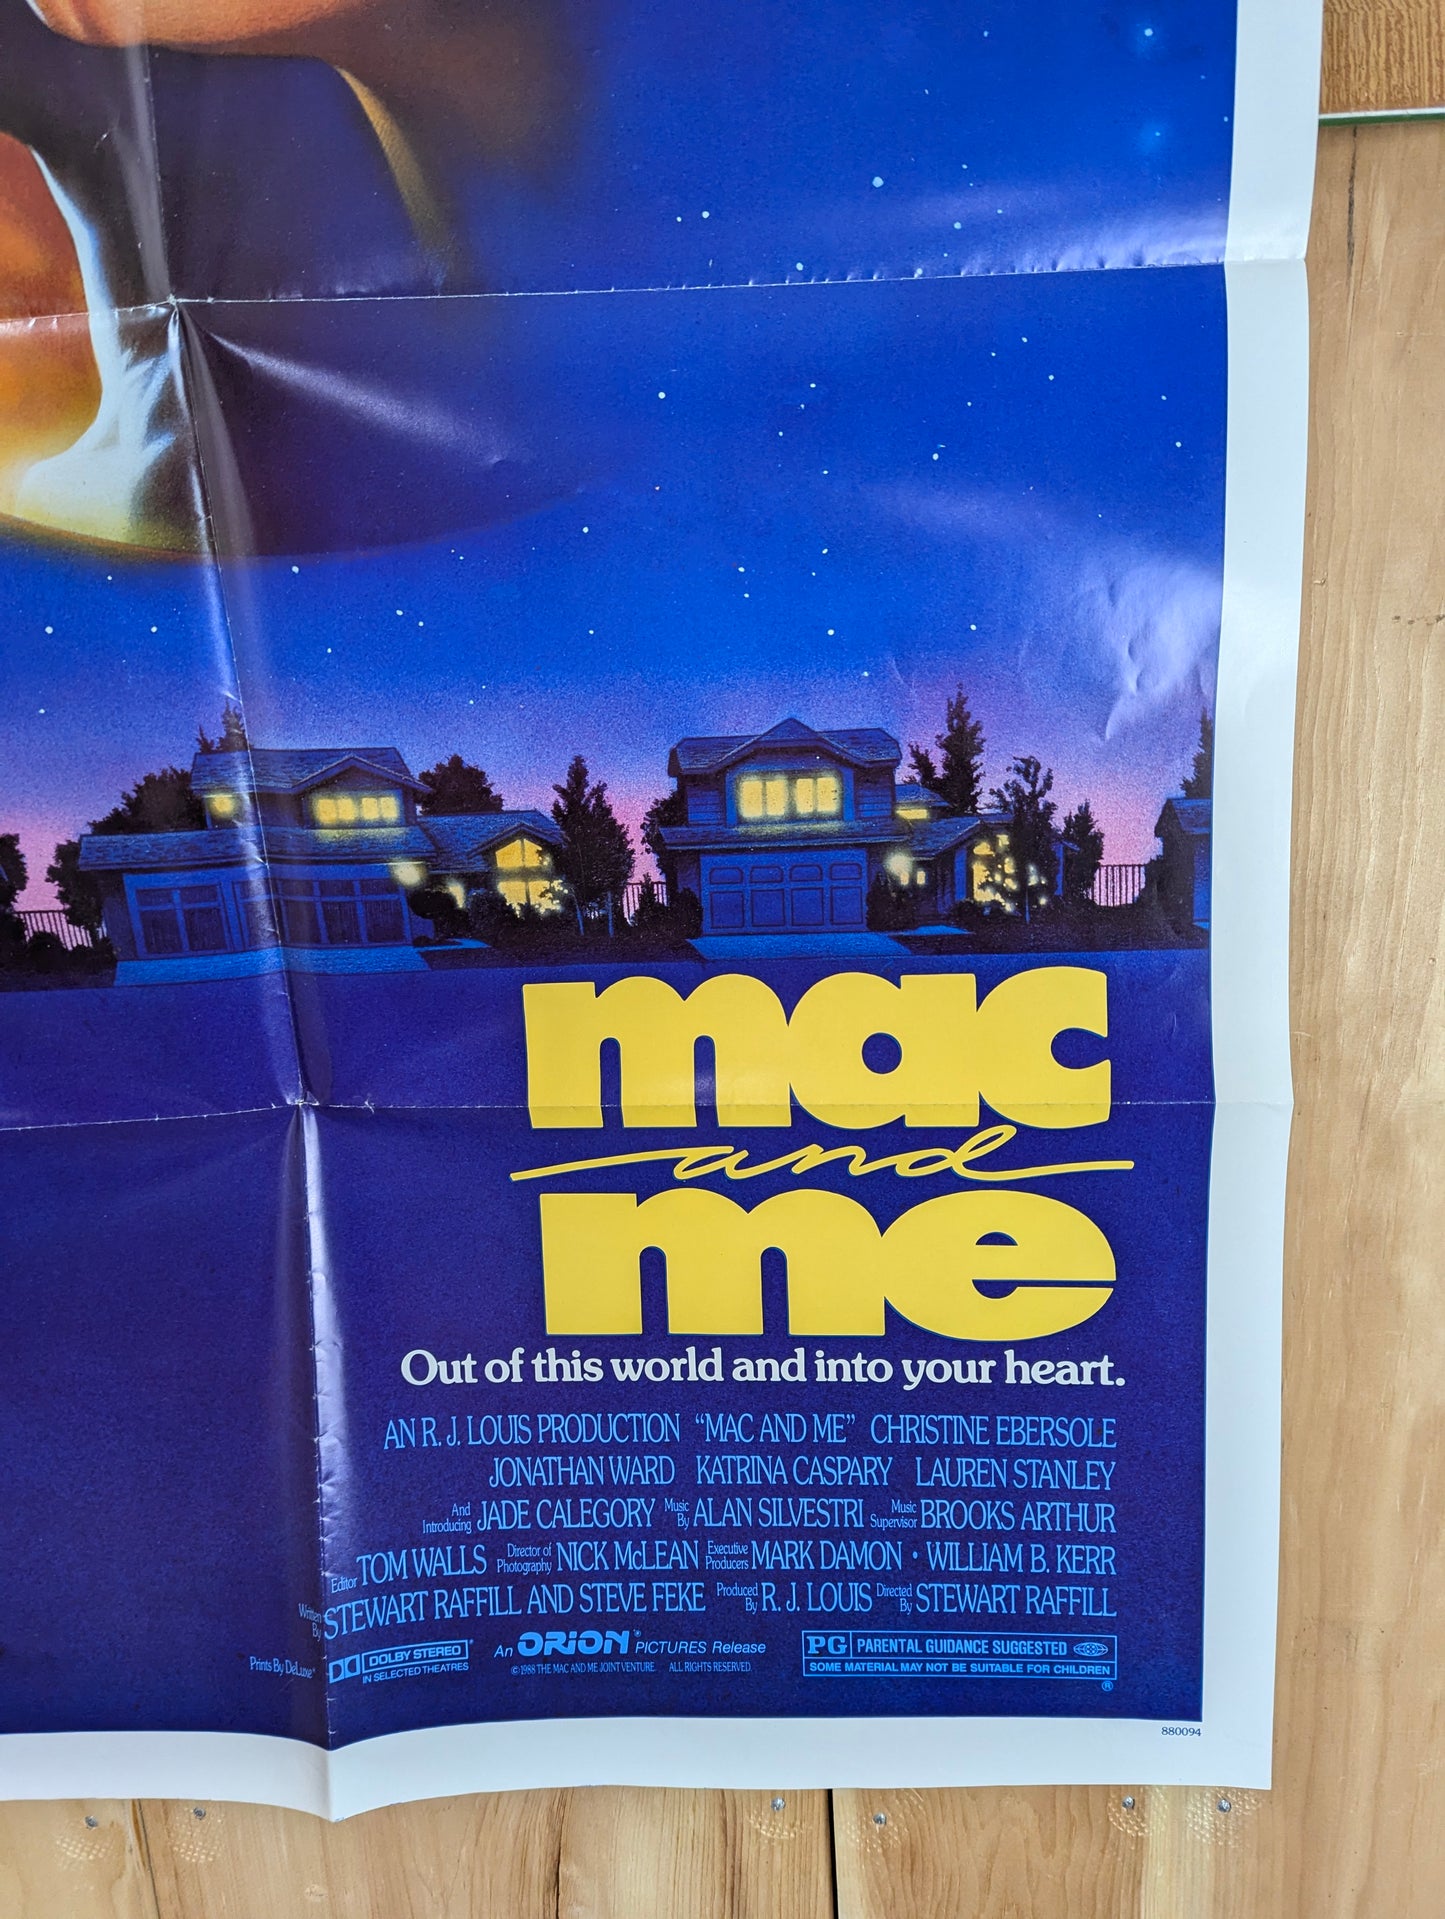 mac
and
me
Out of this world and into your heart.
AN R. J. LOUIS PRODUCTION "MAC AND ME" CHRISTINE EBERSOLE
JONATHAN WARD KATRINA CASPARY LAUREN STANLEY
And Introducing JADE CALEGORY Music By ALAN SILVESTRI Music Supervisor BROOKS ARTHUR
Editor TOM WALLS Director of Photography NICK McLEAN Executive Producers MARK DAMON • WILLIAM B. KERR
Written By STEWART RAFFILL AND STEVE FEKE Produced By R. J. LOUIS Directed By STEWART RAFFILL
Prints By DeLuxe® DOLBY STEREO® IN SELECTED THEATRES
An ORION® PICTURES Release
©1988 THE MAC AND ME JOINT VENTURE. ALL RIGHTS RESERVED.
PG PARENTAL GUIDANCE SUGGESTED
SOME MATERIAL MAY NOT BE SUITABLE FOR CHILDREN
®
880094